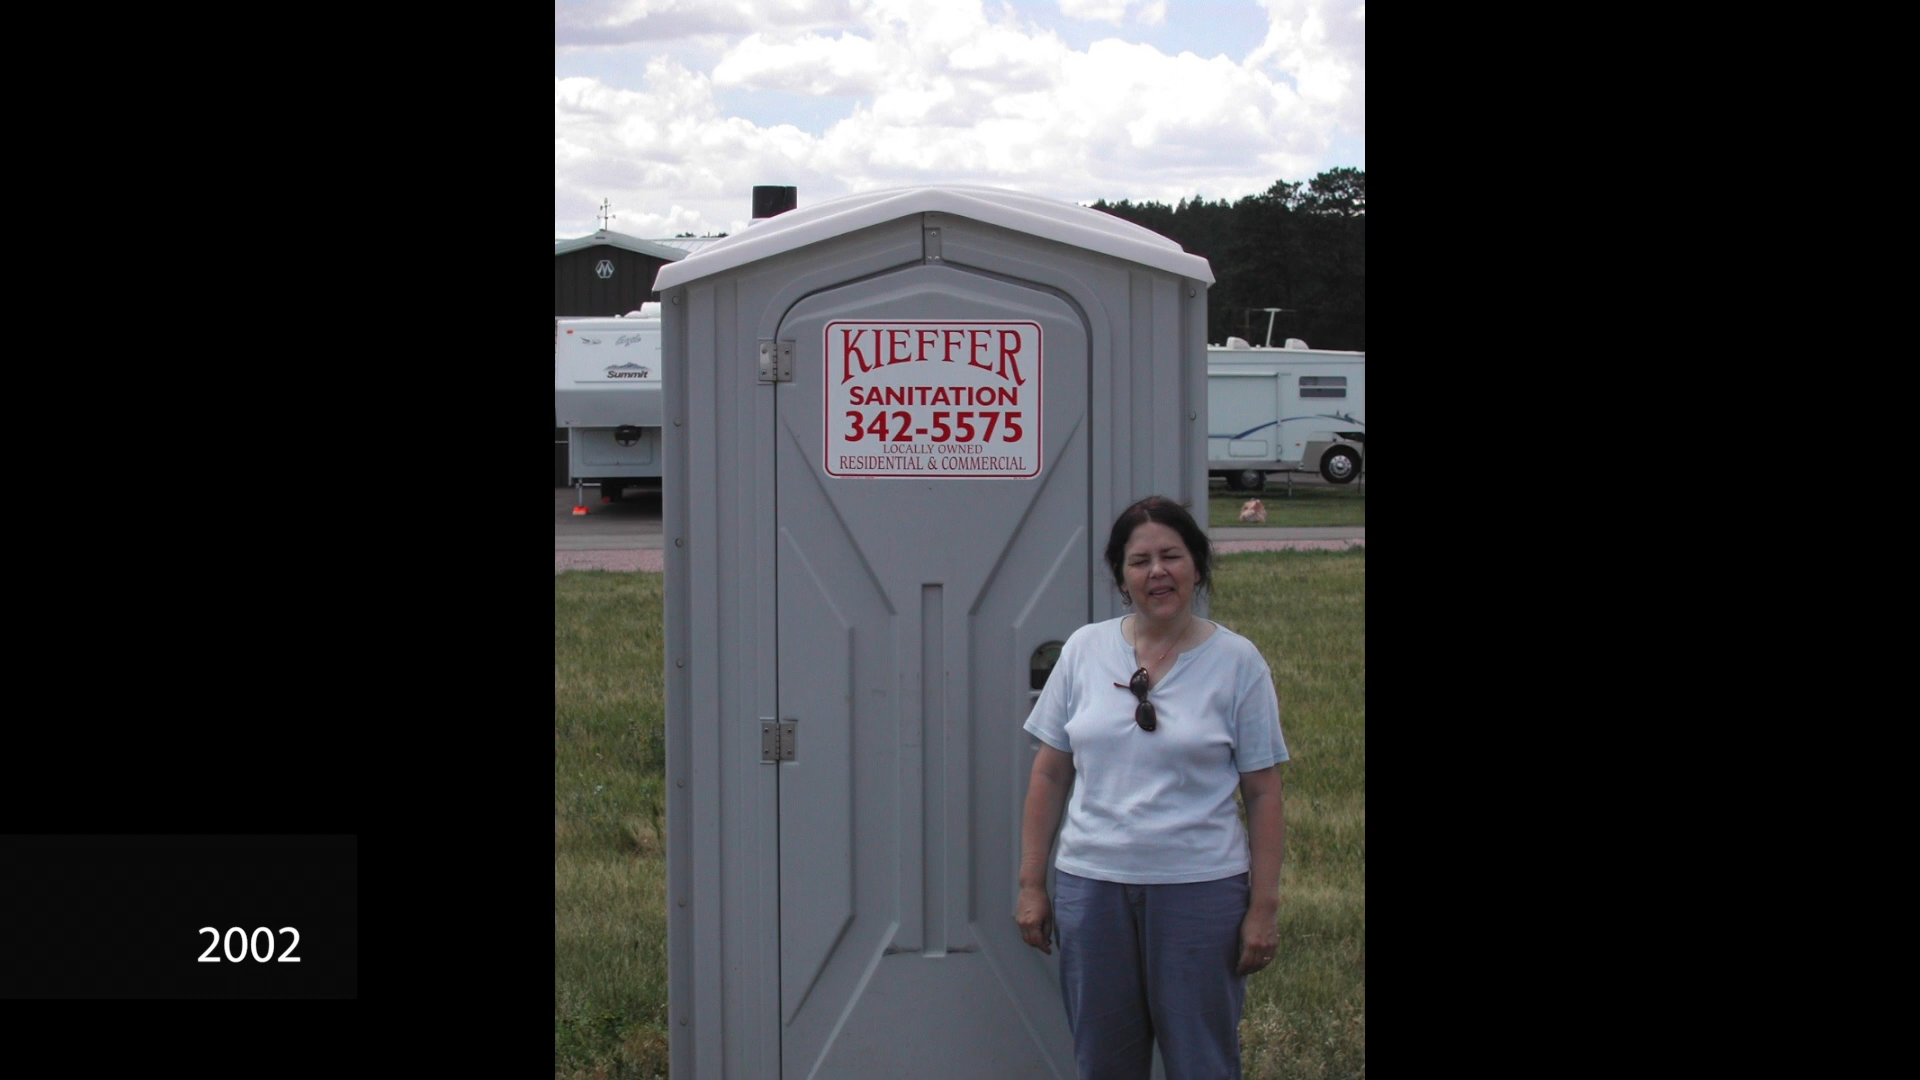 KIEFFER
SANITATION
342-5575
LOCALLY OWNED
RESIDENTIAL & COMMERCIAL
Summit
2002